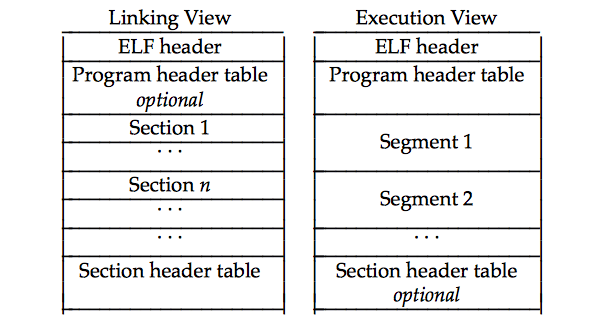 Linking View
ELF header
Program header table
optional
Section 1
. . .
Section n
. . .
. . .
Section header table
Execution View
ELF header
Program header table
Segment 1
Segment 2
. . .
Section header table
optional